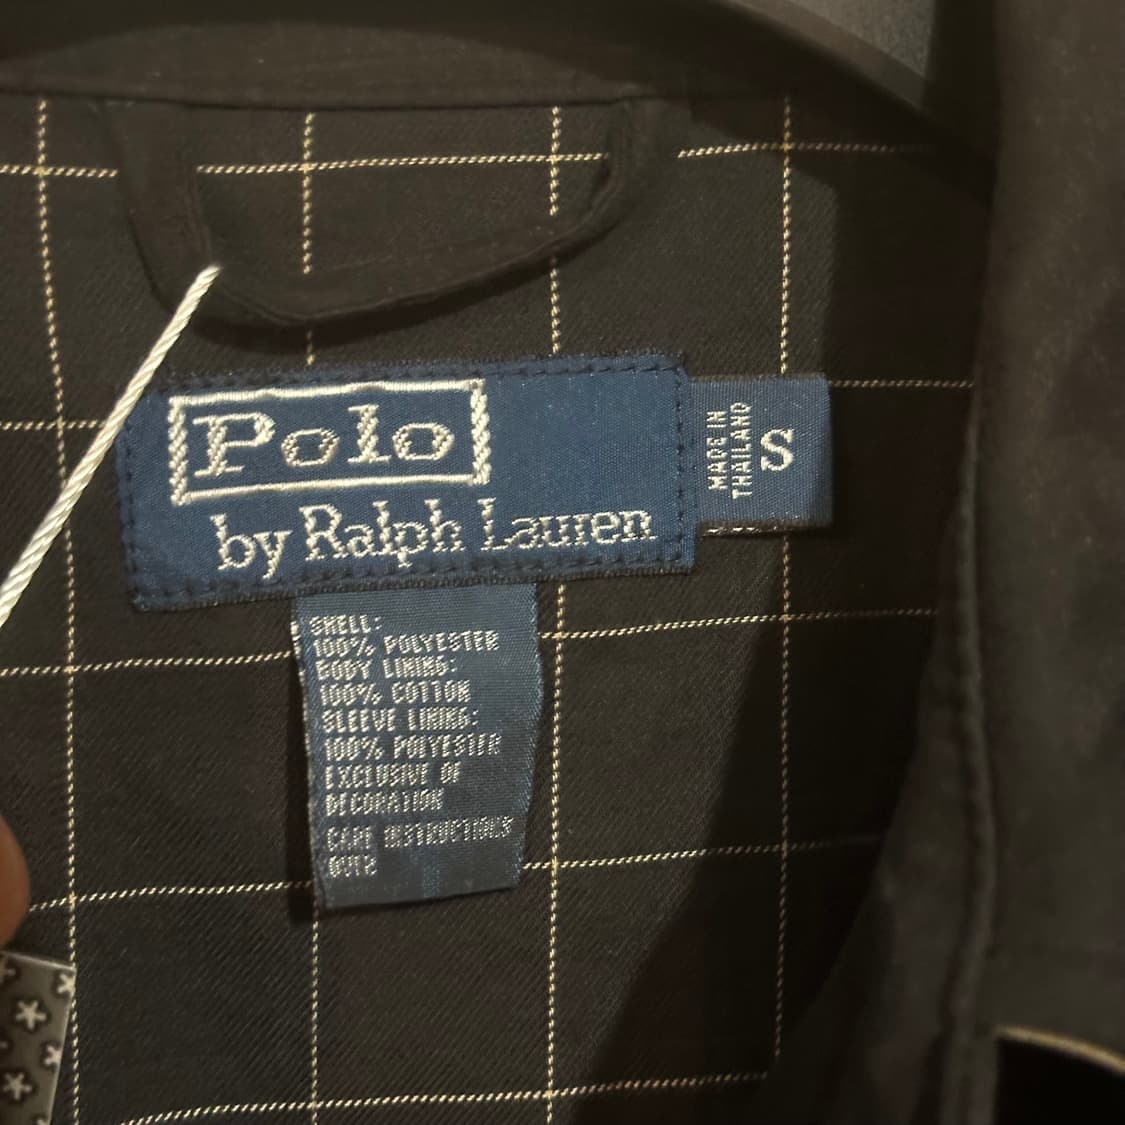 Polo
by Ralph Lauren
MADE IN
THAILAND
S
SHELL:
100% POLYESTER
BODY LINING:
100% COTTON
SLEEVE LINING:
100% POLYESTER
EXCLUSIVE OF
DECORATION
CARE INSTRUCTIONS
OVER